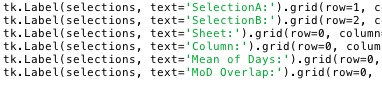 tk.Label(selections, text='SelectionA:').grid(row=1, c
tk.Label(selections, text='SelectionB:').grid(row=2, c
tk.Label(selections, text='Sheet:').grid(row=0, column=
tk.Label(selections, text='Column:').grid(row=0, colum
tk.Label(selections, text='Mean of Days:').grid(row=0,
tk.Label(selections, text='MoD Overlap:').grid(row=0,